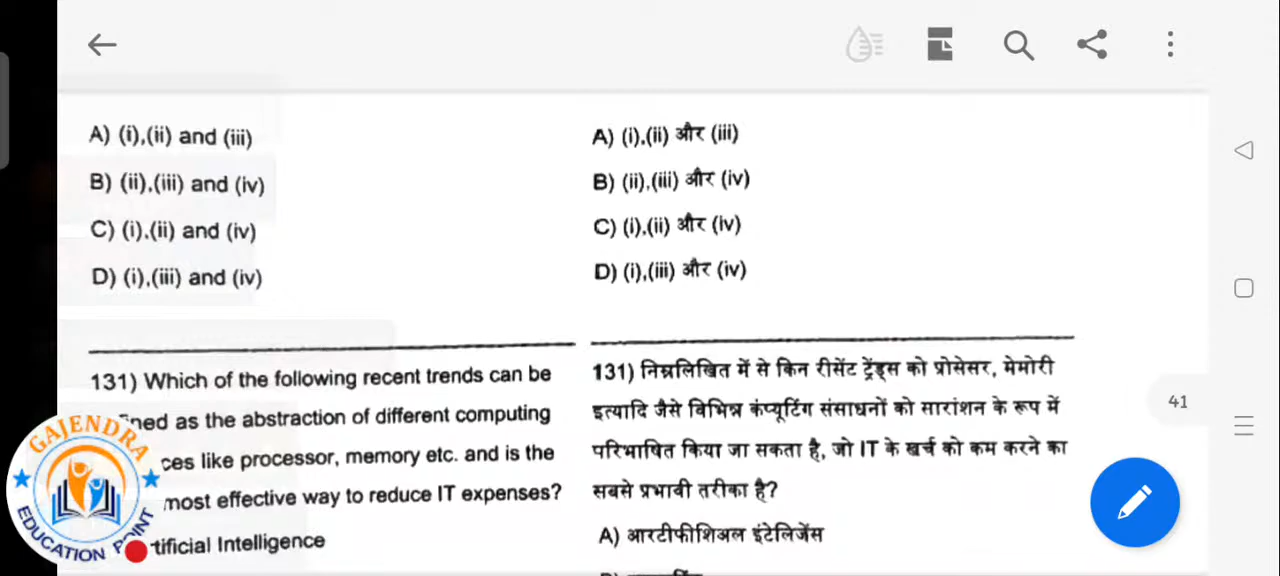 A) (i),(ii) and (iii)
B) (ii),(iii) and (iv)
C) (i),(ii) and (iv)
D) (i),(iii) and (iv)
A) (i),(ii) और (iii)
B) (ii),(iii) और (iv)
C) (i),(ii) और (iv)
D) (i),(iii) और (iv)
131) Which of the following recent trends can be
ned as the abstraction of different computing
ces like processor, memory etc. and is the
most effective way to reduce IT expenses?
tificial Intelligence
131) निम्नलिखित में से किन रीसेंट ट्रेंड्स को प्रोसेसर, मेमोरी
इत्यादि जैसे विभिन्न कंप्यूटिंग संसाधनों को सारांशन के रूप में
परिभाषित किया जा सकता है, जो IT के खर्च को कम करने का
सबसे प्रभावी तरीका है?
A) आरटीफीशिअल इंटेलिजेंस
41
GAJENDRA
EDUCATION POINT